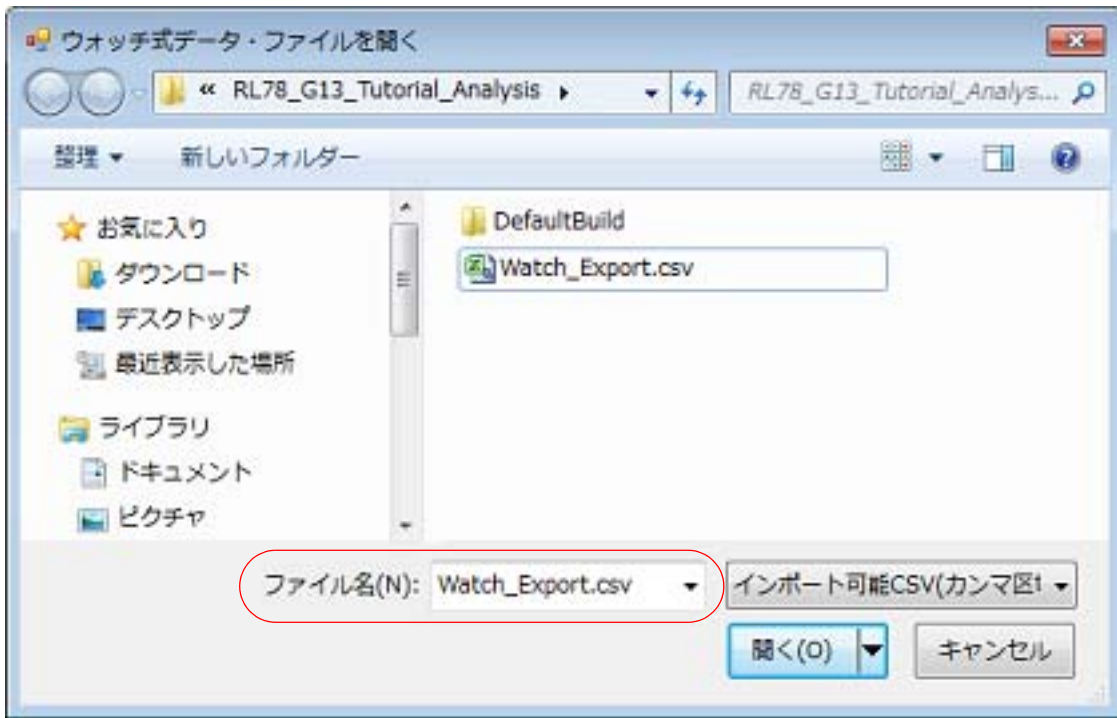 ウォッチ式データ・ファイルを開く
« RL78_G13_Tutorial_Analysis
RL78_G13_Tutorial_Analys...
整理
新しいフォルダー
お気に入り
ダウンロード
デスクトップ
最近表示した場所
ライブラリ
ドキュメント
ピクチャ
DefaultBuild
Watch_Export.csv
ファイル名(N): Watch_Export.csv
インポート可能CSV(カンマ区
開く(O)
キャンセル